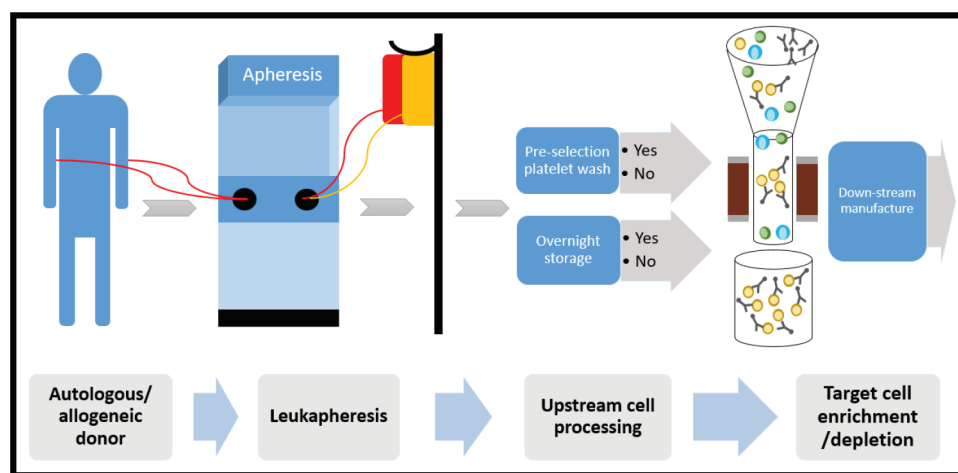 Apheresis
Pre-selection
platelet wash
• Yes
• No
Overnight
storage
• Yes
• No
Down-stream
manufacture
Autologous/
allogeneic
donor
Leukapheresis
Upstream cell
processing
Target cell
enrichment
/depletion